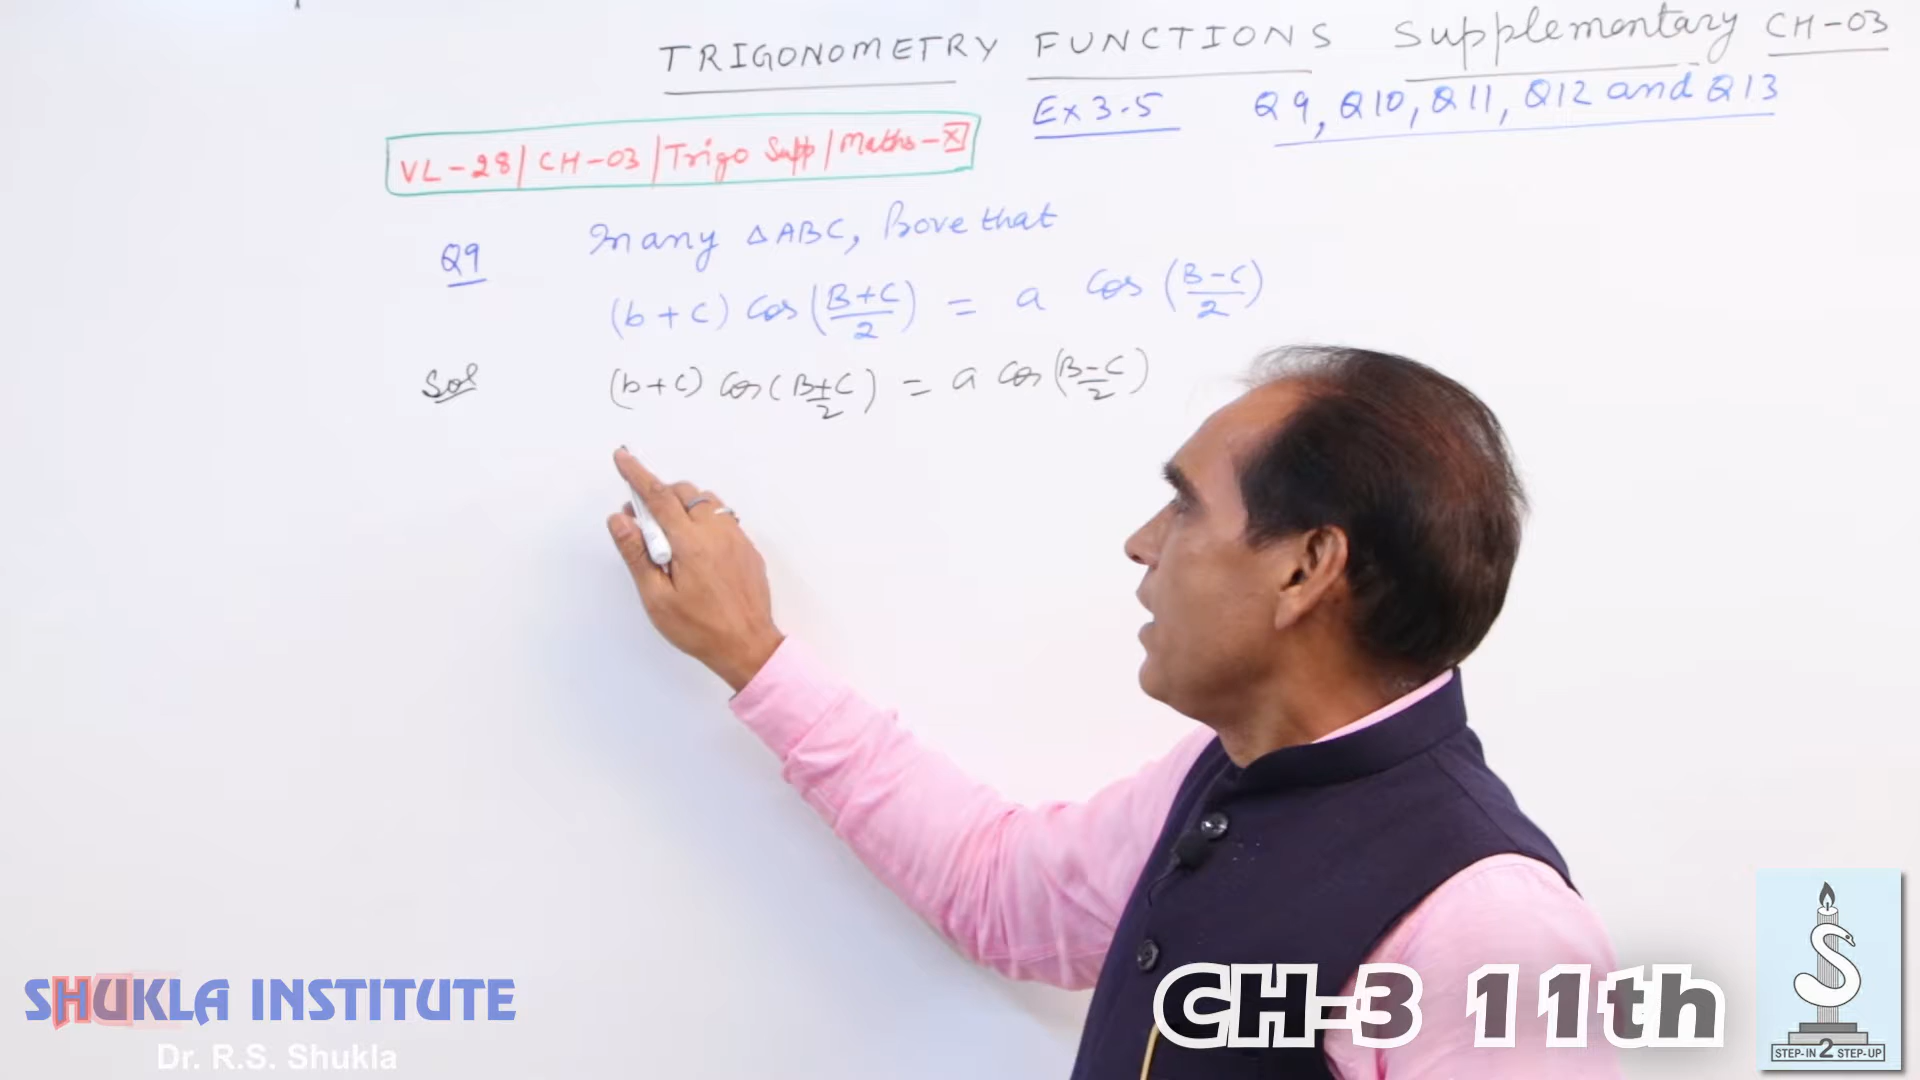 TRIGONOMETRY FUNCTIONS Supplementary CH-03
Ex 3.5 Q9, Q10, Q11, Q12 and Q13
VL-28/CH-03/Trigo Supp/Maths-X
Q9 In any △ABC, Prove that
(b+c) Cos(B+C/2) = a Cos(B-C/2)
Sol (b+c) Cos(B+C/2) = a Cos(B-C/2)
SHUKLA INSTITUTE
Dr. R.S. Shukla
CH-3 11th
S
STEP-IN 2 STEP-UP